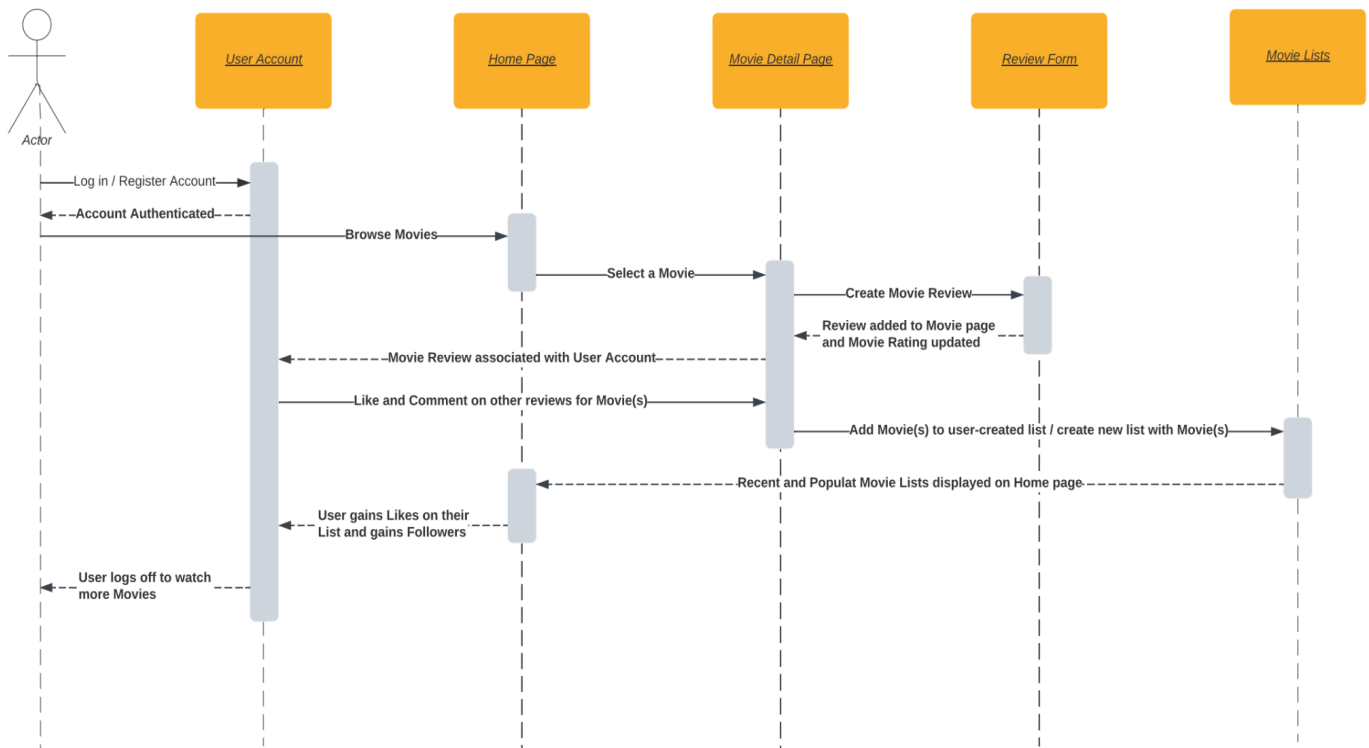 User Account
Home Page
Movie Detail Page
Review Form
Movie Lists
Actor
Log in / Register Account
Account Authenticated
Browse Movies
Select a Movie
Create Movie Review
Review added to Movie page
and Movie Rating updated
Movie Review associated with User Account
Like and Comment on other reviews for Movie(s)
Add Movie(s) to user-created list / create new list with Movie(s)
Recent and Populat Movie Lists displayed on Home page
User gains Likes on their
List and gains Followers
User logs off to watch
more Movies